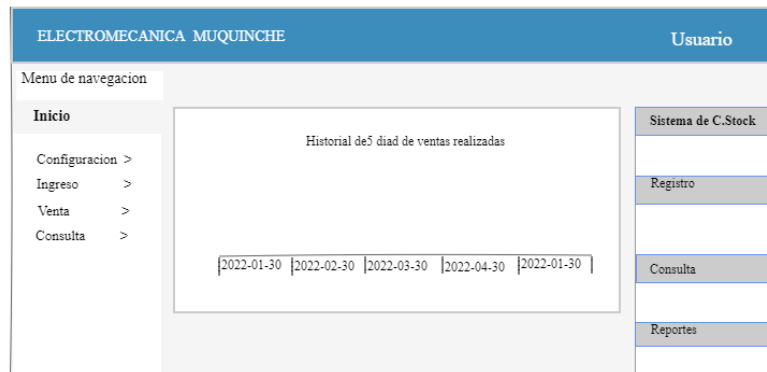 ELECTROMECANICA MUQUINCHE
Usuario
Menu de navegacion
Inicio
Configuracion >
Ingreso >
Venta >
Consulta >
Historial de5 diad de ventas realizadas
2022-01-30 2022-02-30 2022-03-30 2022-04-30 2022-01-30
Sistema de C.Stock
Registro
Consulta
Reportes